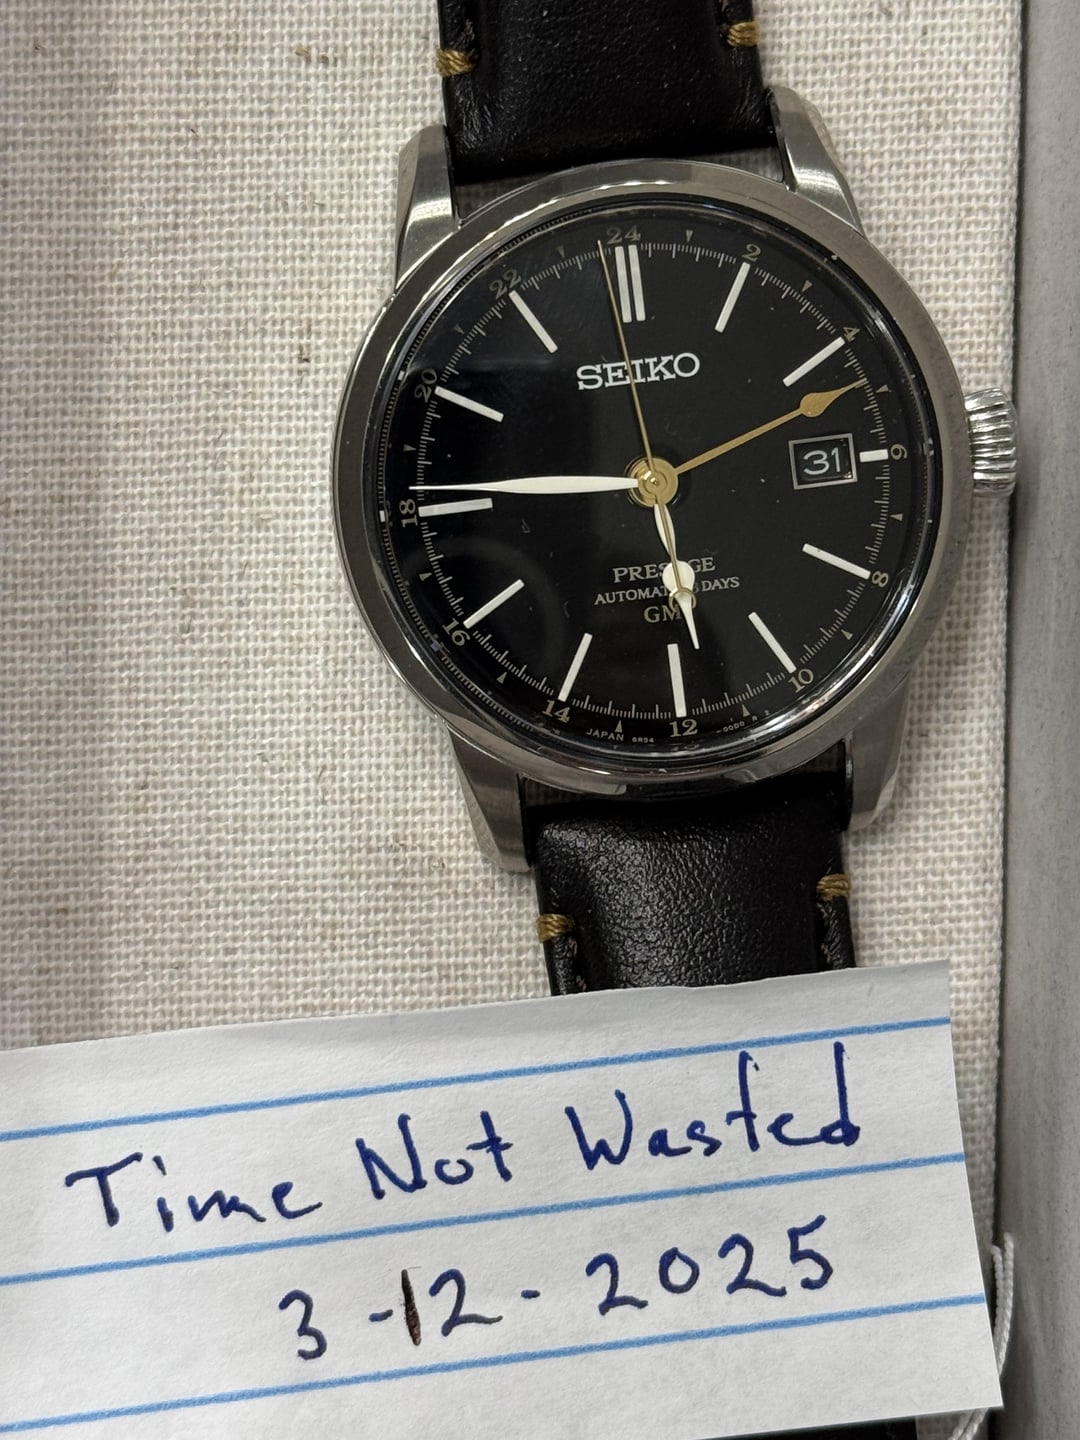 24
2
4
6
8
10
12
14
16
18
20
22
SEIKO
31
PRESAGE
AUTOMATIC 3 DAYS
GMT
JAPAN 6R54
Time Not Wasted
3-12-2025